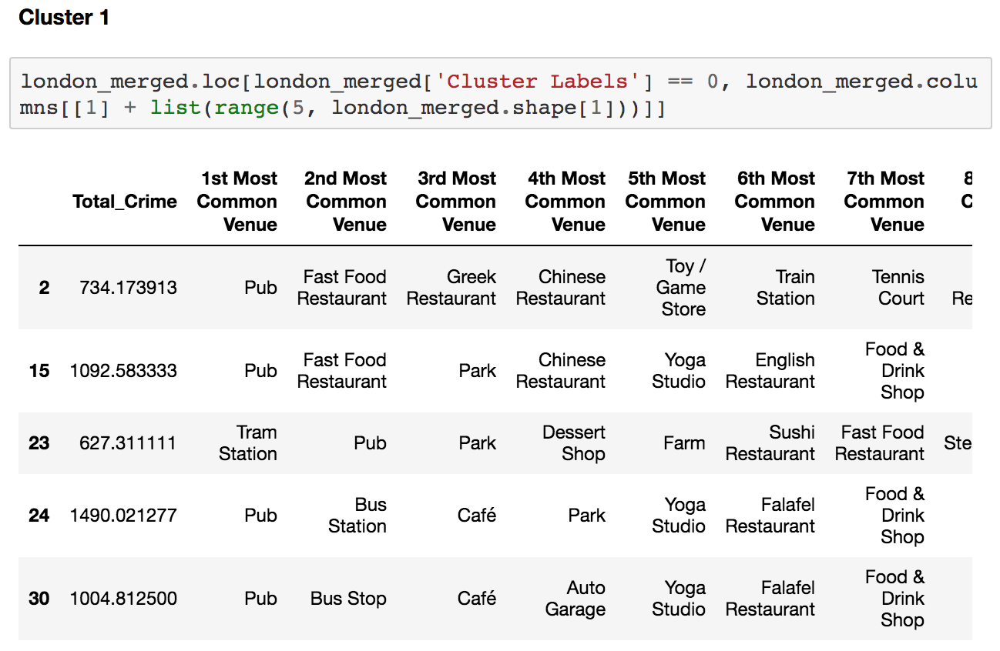 Cluster 1
london_merged.loc[london_merged['Cluster Labels'] == 0, london_merged.colu
mns[[1] + list(range(5, london_merged.shape[1]))]]
Total_Crime 1st Most Common Venue 2nd Most Common Venue 3rd Most Common Venue 4th Most Common Venue 5th Most Common Venue 6th Most Common Venue 7th Most Common Venue 8 C
2 734.173913 Pub Fast Food Restaurant Greek Restaurant Chinese Restaurant Toy / Game Store Train Station Tennis Court Re
15 1092.583333 Pub Fast Food Restaurant Park Chinese Restaurant Yoga Studio English Restaurant Food & Drink Shop
23 627.311111 Tram Station Pub Park Dessert Shop Farm Sushi Restaurant Fast Food Restaurant Ste
24 1490.021277 Pub Bus Station Café Park Yoga Studio Falafel Restaurant Food & Drink Shop
30 1004.812500 Pub Bus Stop Café Auto Garage Yoga Studio Falafel Restaurant Food & Drink Shop